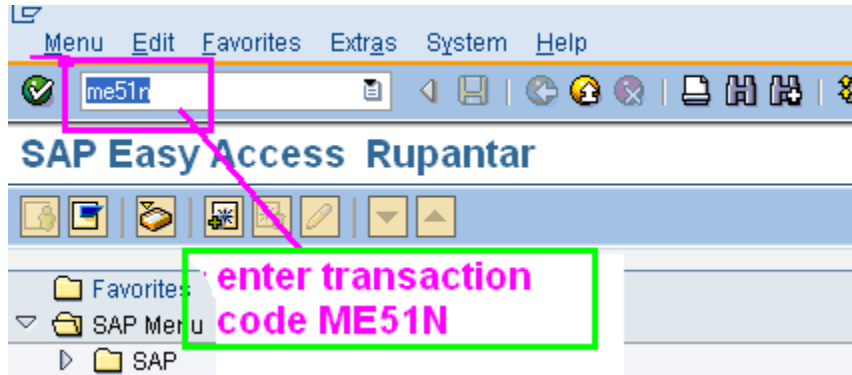 Menu Edit Favorites Extras System Help
me51n
SAP Easy Access Rupantar
enter transaction
Favorites
code ME51N
SAP Menu
SAP